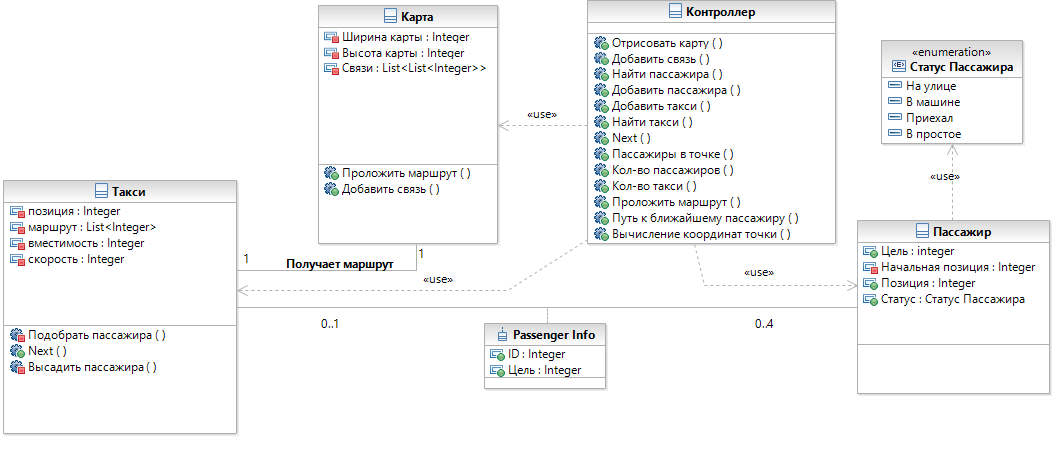 Карта
Ширина карты : Integer
Высота карты : Integer
Связи : List<List<Integer>>
Проложить маршрут ( )
Добавить связь ( )
Контроллер
Отрисовать карту ( )
Добавить связь ( )
Найти пассажира ( )
Добавить пассажира ( )
Добавить такси ( )
Найти такси ( )
Next ( )
Пассажиры в точке ( )
Кол-во пассажиров ( )
Кол-во такси ( )
Проложить маршрут ( )
Путь к ближайшему пассажиру ( )
Вычисление координат точки ( )
«enumeration»
Статус Пассажира
На улице
В машине
Приехал
В простое
«use»
«use»
Такси
позиция : Integer
маршрут : List<Integer>
вместимость : Integer
скорость : Integer
Подобрать пассажира ( )
Next ( )
Высадить пассажира ( )
1
Получает маршрут
1
«use»
«use»
Пассажир
Цель : integer
Начальная позиция : Integer
Позиция : Integer
Статус : Статус Пассажира
0..1
0..4
Passenger Info
ID : Integer
Цель : Integer